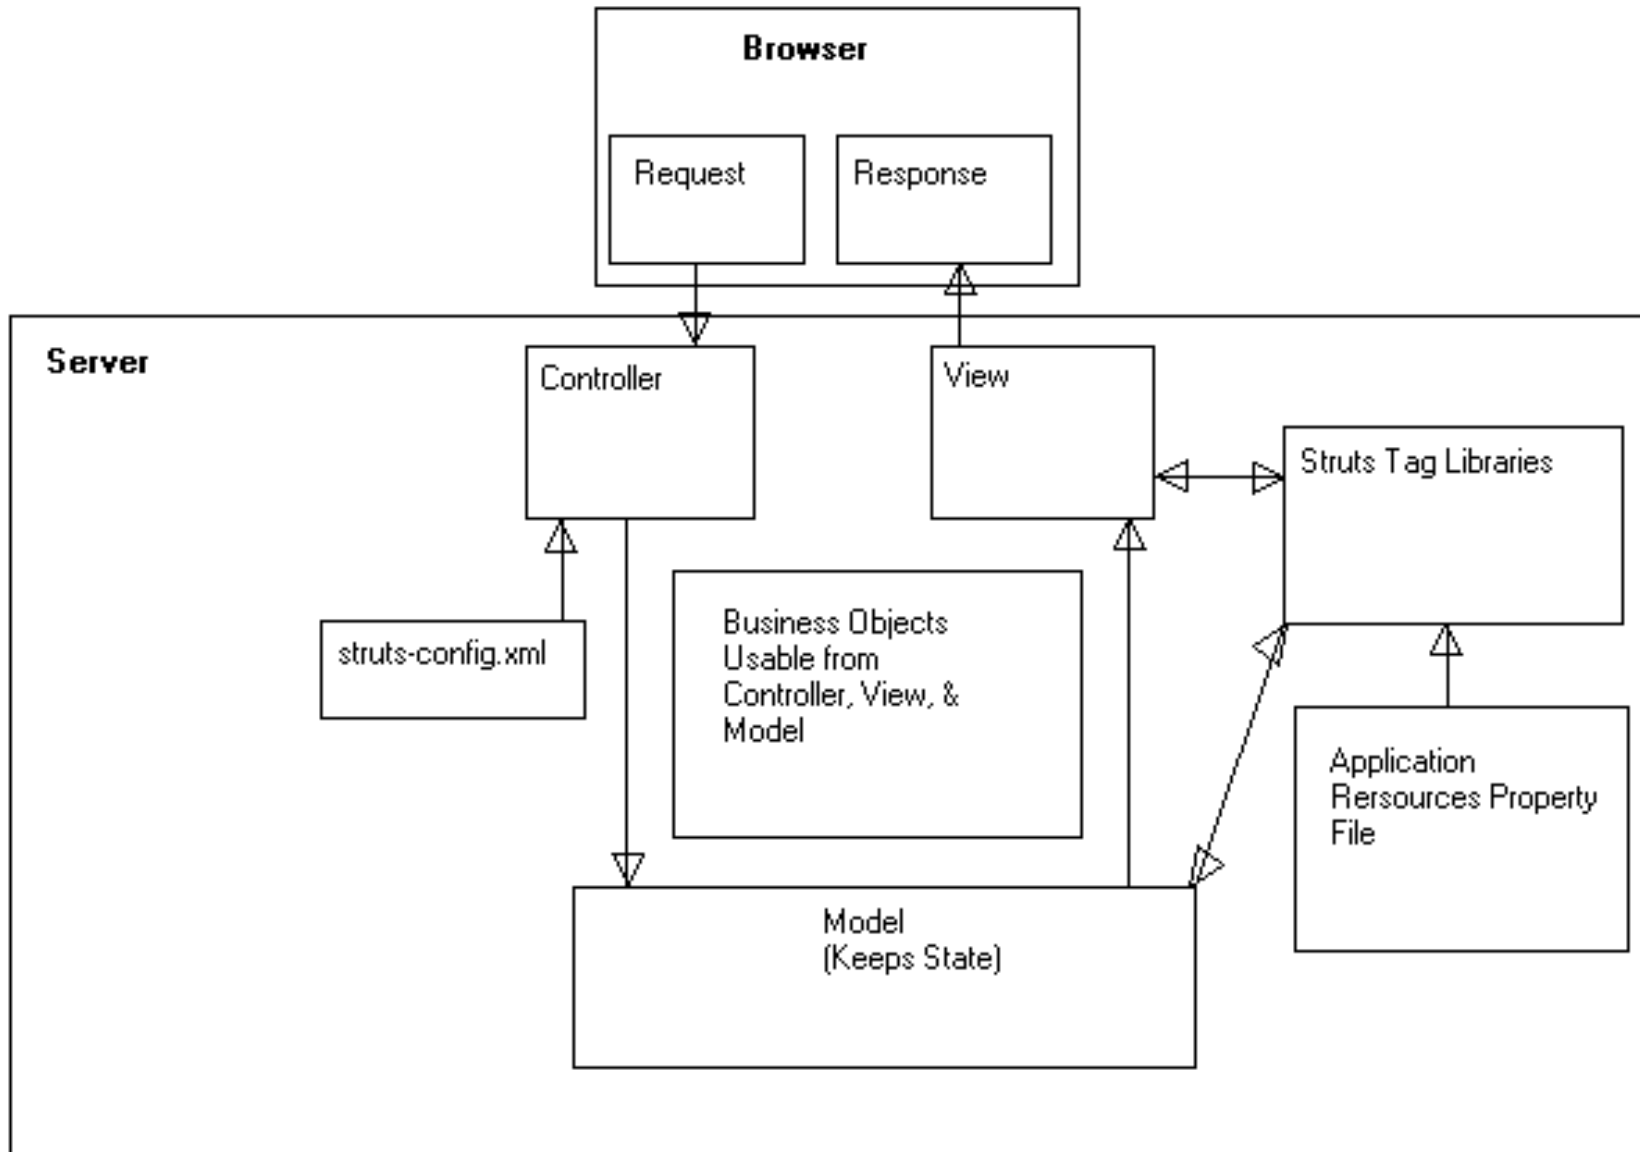 Browser
Request
Response
Server
Controller
View
Struts Tag Libraries
struts-config.xml
Business Objects
Usable from
Controller, View, &
Model
Application
Rersources Property
File
Model
(Keeps State)